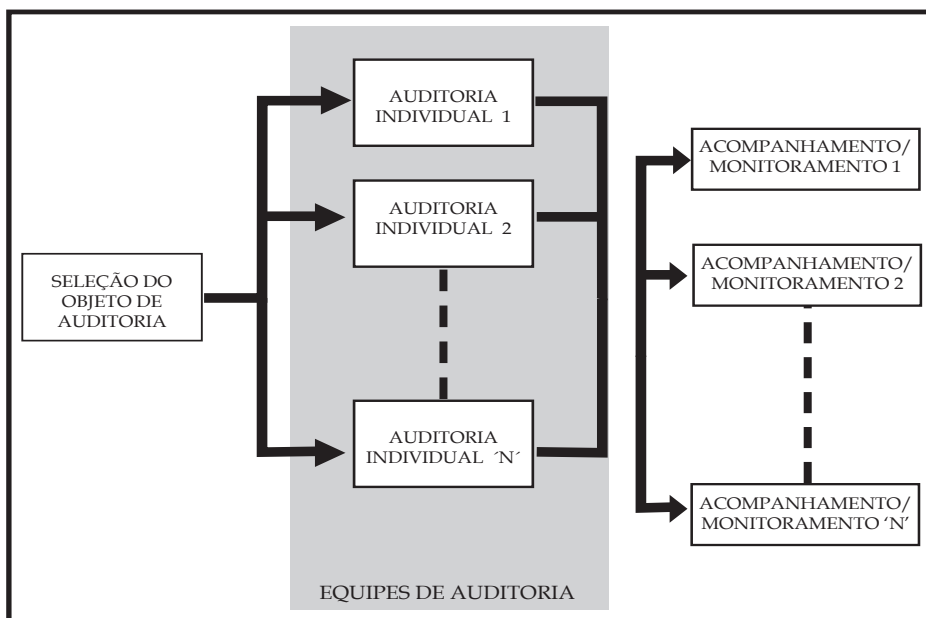 SELEÇÃO DO
OBJETO DE
AUDITORIA
AUDITORIA
INDIVIDUAL 1
AUDITORIA
INDIVIDUAL 2
AUDITORIA
INDIVIDUAL ´N´
EQUIPES DE AUDITORIA
ACOMPANHAMENTO/
MONITORAMENTO 1
ACOMPANHAMENTO/
MONITORAMENTO 2
ACOMPANHAMENTO/
MONITORAMENTO ‘N’